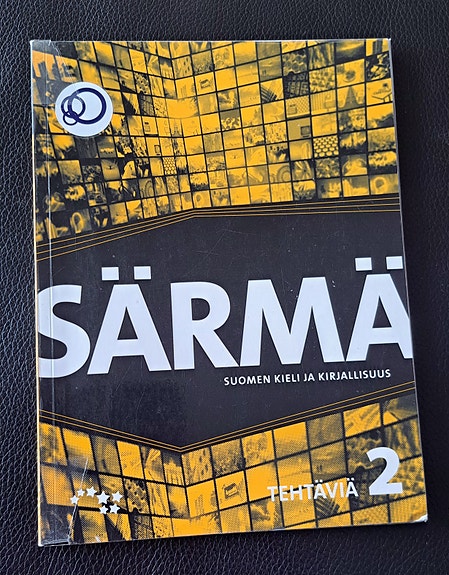 SÄRMÄ
SUOMEN KIELI JA KIRJALLISUUS
TEHTÄVIÄ 2